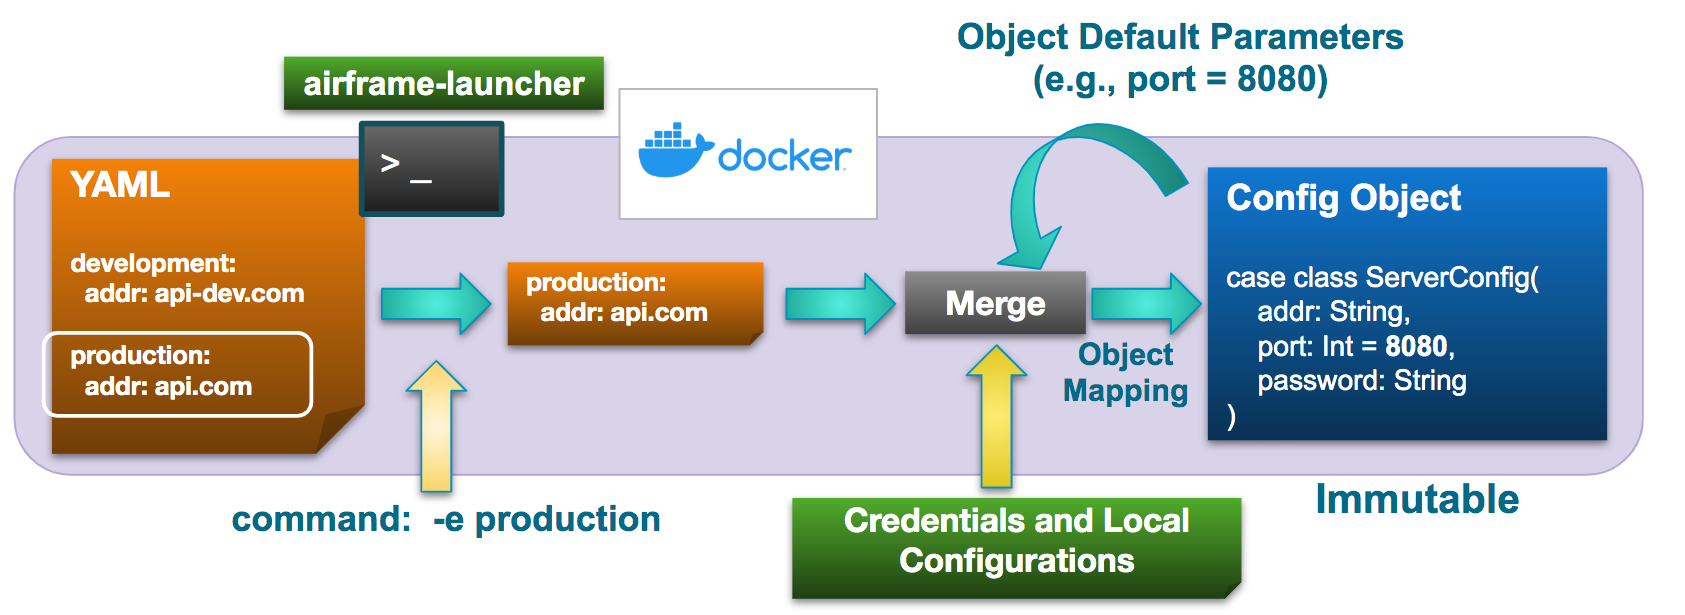 Object Default Parameters
(e.g., port = 8080)
airframe-launcher
> _
docker
YAML
development:
addr: api-dev.com
production:
addr: api.com
production:
addr: api.com
Merge
Object
Mapping
Config Object
case class ServerConfig(
addr: String,
port: Int = 8080,
password: String
)
command: -e production
Credentials and Local
Configurations
Immutable